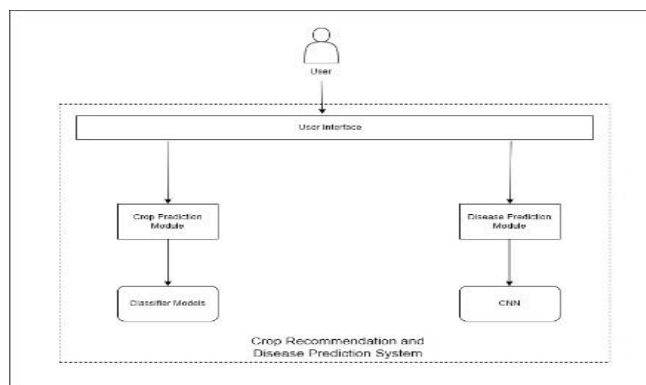 User
User Interface
Crop Prediction
Module
Disease Prediction
Module
Classifier Models
CNN
Crop Recommendation and
Disease Prediction System